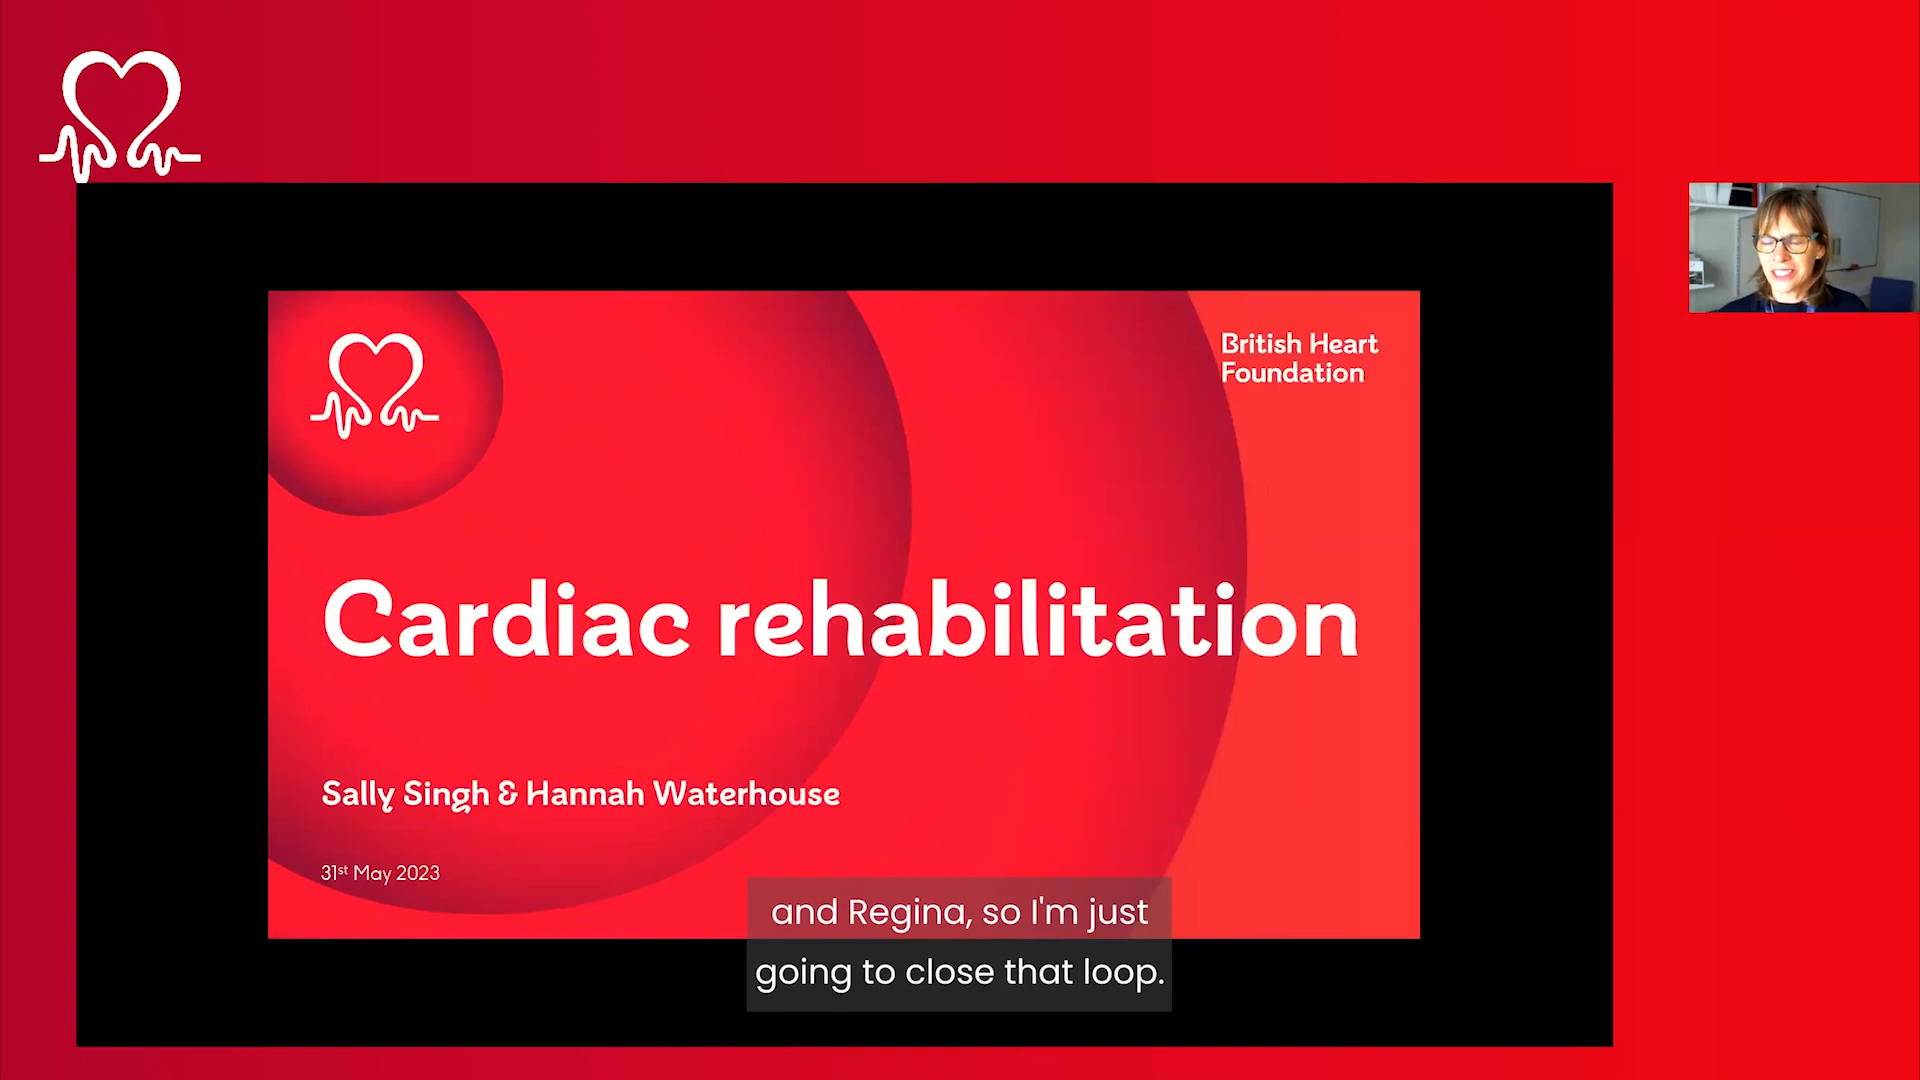 British Heart
Foundation
Cardiac rehabilitation
Sally Singh & Hannah Waterhouse
31st May 2023
and Regina, so I'm just
going to close that loop.